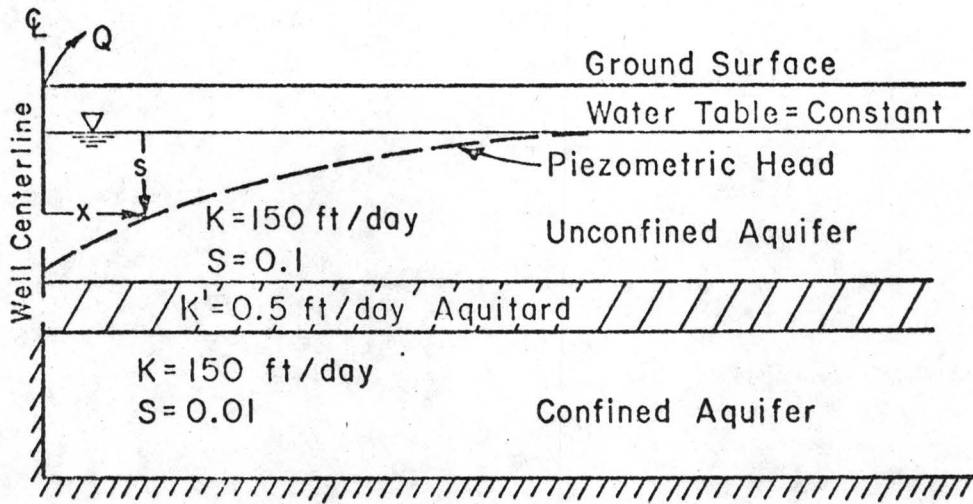 ℄
Q
Ground Surface
Water Table = Constant
S
Piezometric Head
X
K = 150 ft/day
S = 0.1
Unconfined Aquifer
Well Centerline
K' = 0.5 ft/day Aquitard
K = 150 ft/day
S = 0.01
Confined Aquifer